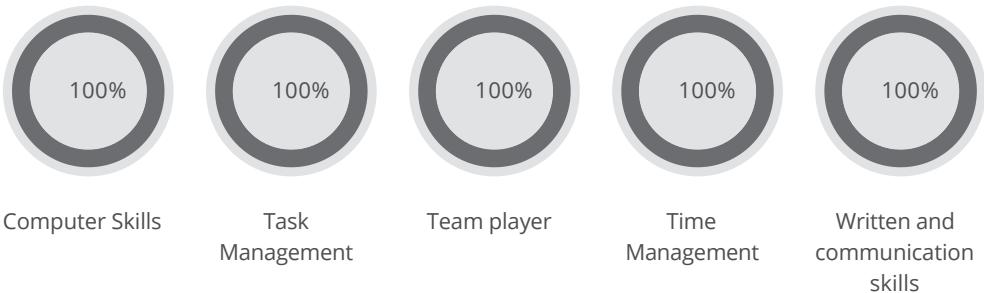 100%
100%
100%
100%
100%
Computer Skills
Task
Management
Team player
Time
Management
Written and
communication
skills